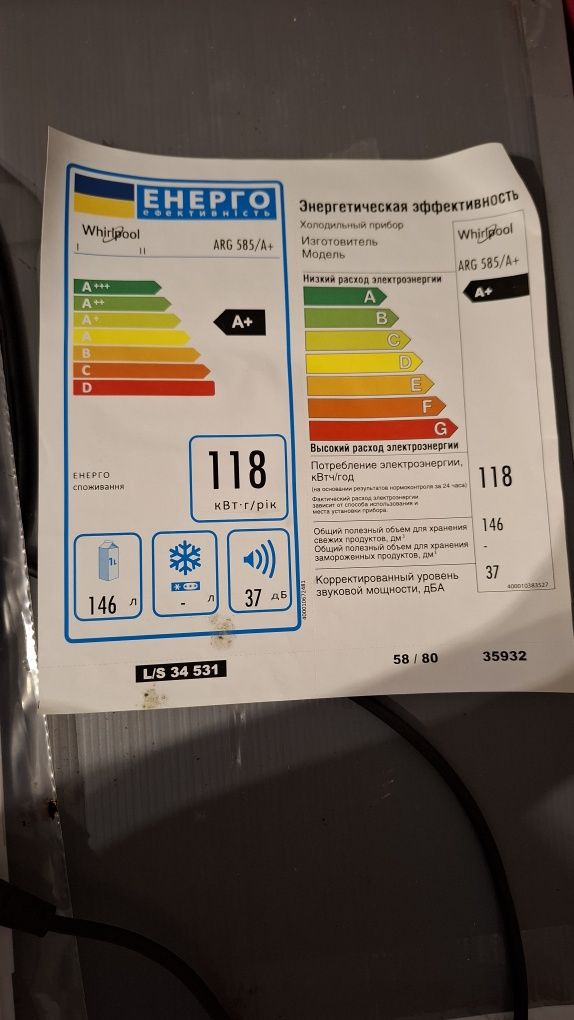 ЕНЕРГО
ефективність
Whirlpool
I II
ARG 585/A+
A+++
A++
A+
A
B
C
D
A+
ЕНЕРГО
споживання
118
кВт·г/рік
1L
146 л
- л
37 дБ
400010672481
Энергетическая эффективность
Холодильный прибор
Изготовитель
Модель
Whirlpool
ARG 585/A+
Низкий расход электроэнергии
A+
A
B
C
D
E
F
G
Высокий расход электроэнергии
Потребление электроэнергии,
кВтч/год
(на основании результатов нормоконтроля за 24 часа)
Фактический расход электроэнергии
зависит от способа использования и
места установки прибора.
118
Общий полезный объем для хранения
свежих продуктов, дм³
146
Общий полезный объем для хранения
замороженных продуктов, дм³
-
Корректированный уровень
звуковой мощности, дБА
37
400010383527
L/S 34 531
58 / 80
35932